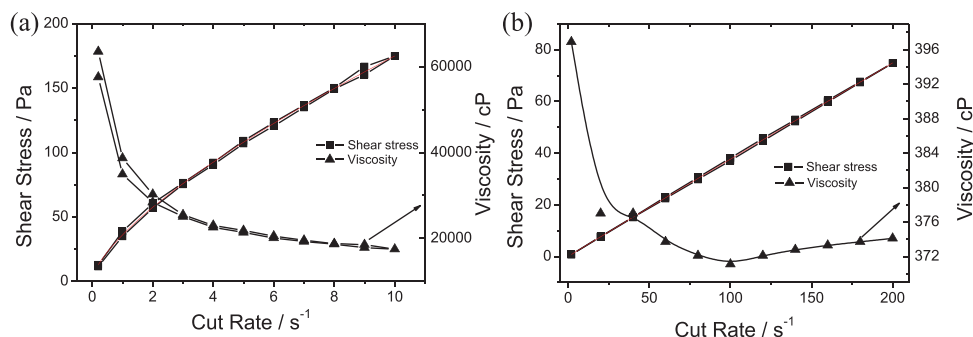 (a)
200
150
100
50
0
Shear Stress / Pa
0 2 4 6 8 10
Cut Rate / s⁻¹
60000
40000
20000
Viscosity / cP
Shear stress
Viscosity
(b)
80
60
40
20
0
Shear Stress / Pa
0 50 100 150 200
Cut Rate / s⁻¹
396
392
388
384
380
376
372
Viscosity / cP
Shear stress
Viscosity